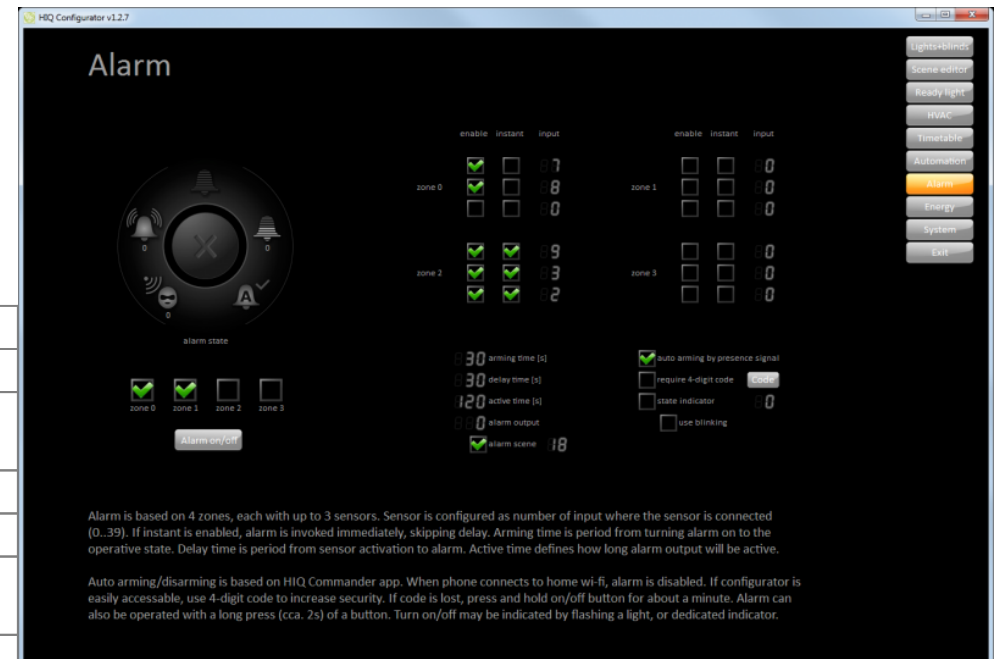 HIQ Configurator v1.2.7
Alarm
Lights+blinds
Scene editor
Ready light
HVAC
Timetable
Automation
Alarm
Energy
System
Exit
enable instant input
7
zone 0 8
0
9
zone 2 3
2
enable instant input
0
zone 1 0
0
0
zone 3 0
0
0
0
A
0
alarm state
zone 0 zone 1 zone 2 zone 3
Alarm on/off
30 arming time [s]
30 delay time [s]
120 active time [s]
0 alarm output
alarm scene 18
auto arming by presence signal
require 4-digit code Code
state indicator 0
use blinking
Alarm is based on 4 zones, each with up to 3 sensors. Sensor is configured as number of input where the sensor is connected
(0..39). If instant is enabled, alarm is invoked immediately, skipping delay. Arming time is period from turning alarm on to the
operative state. Delay time is period from sensor activation to alarm. Active time defines how long alarm output will be active.
Auto arming/disarming is based on HIQ Commander app. When phone connects to home wi-fi, alarm is disabled. If configurator is
easily accessable, use 4-digit code to increase security. If code is lost, press and hold on/off button for about a minute. Alarm can
also be operated with a long press (cca. 2s) of a button. Turn on/off may be indicated by flashing a light, or dedicated indicator.